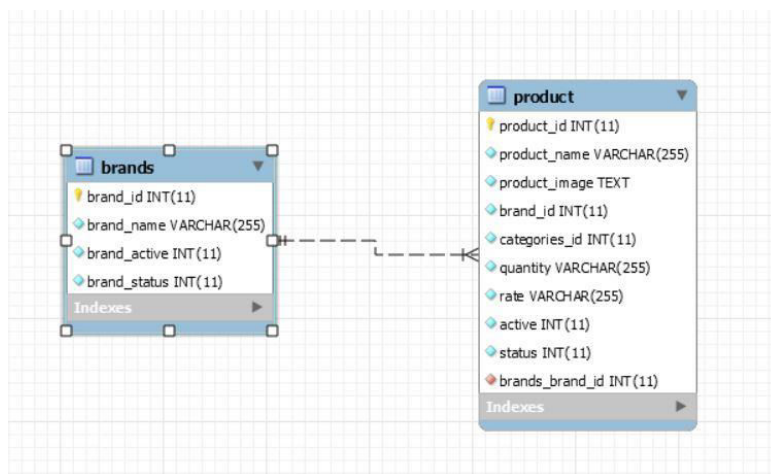 brands
brand_id INT(11)
brand_name VARCHAR(255)
brand_active INT(11)
brand_status INT(11)
Indexes
product
product_id INT(11)
product_name VARCHAR(255)
product_image TEXT
brand_id INT(11)
categories_id INT(11)
quantity VARCHAR(255)
rate VARCHAR(255)
active INT(11)
status INT(11)
brands_brand_id INT(11)
Indexes